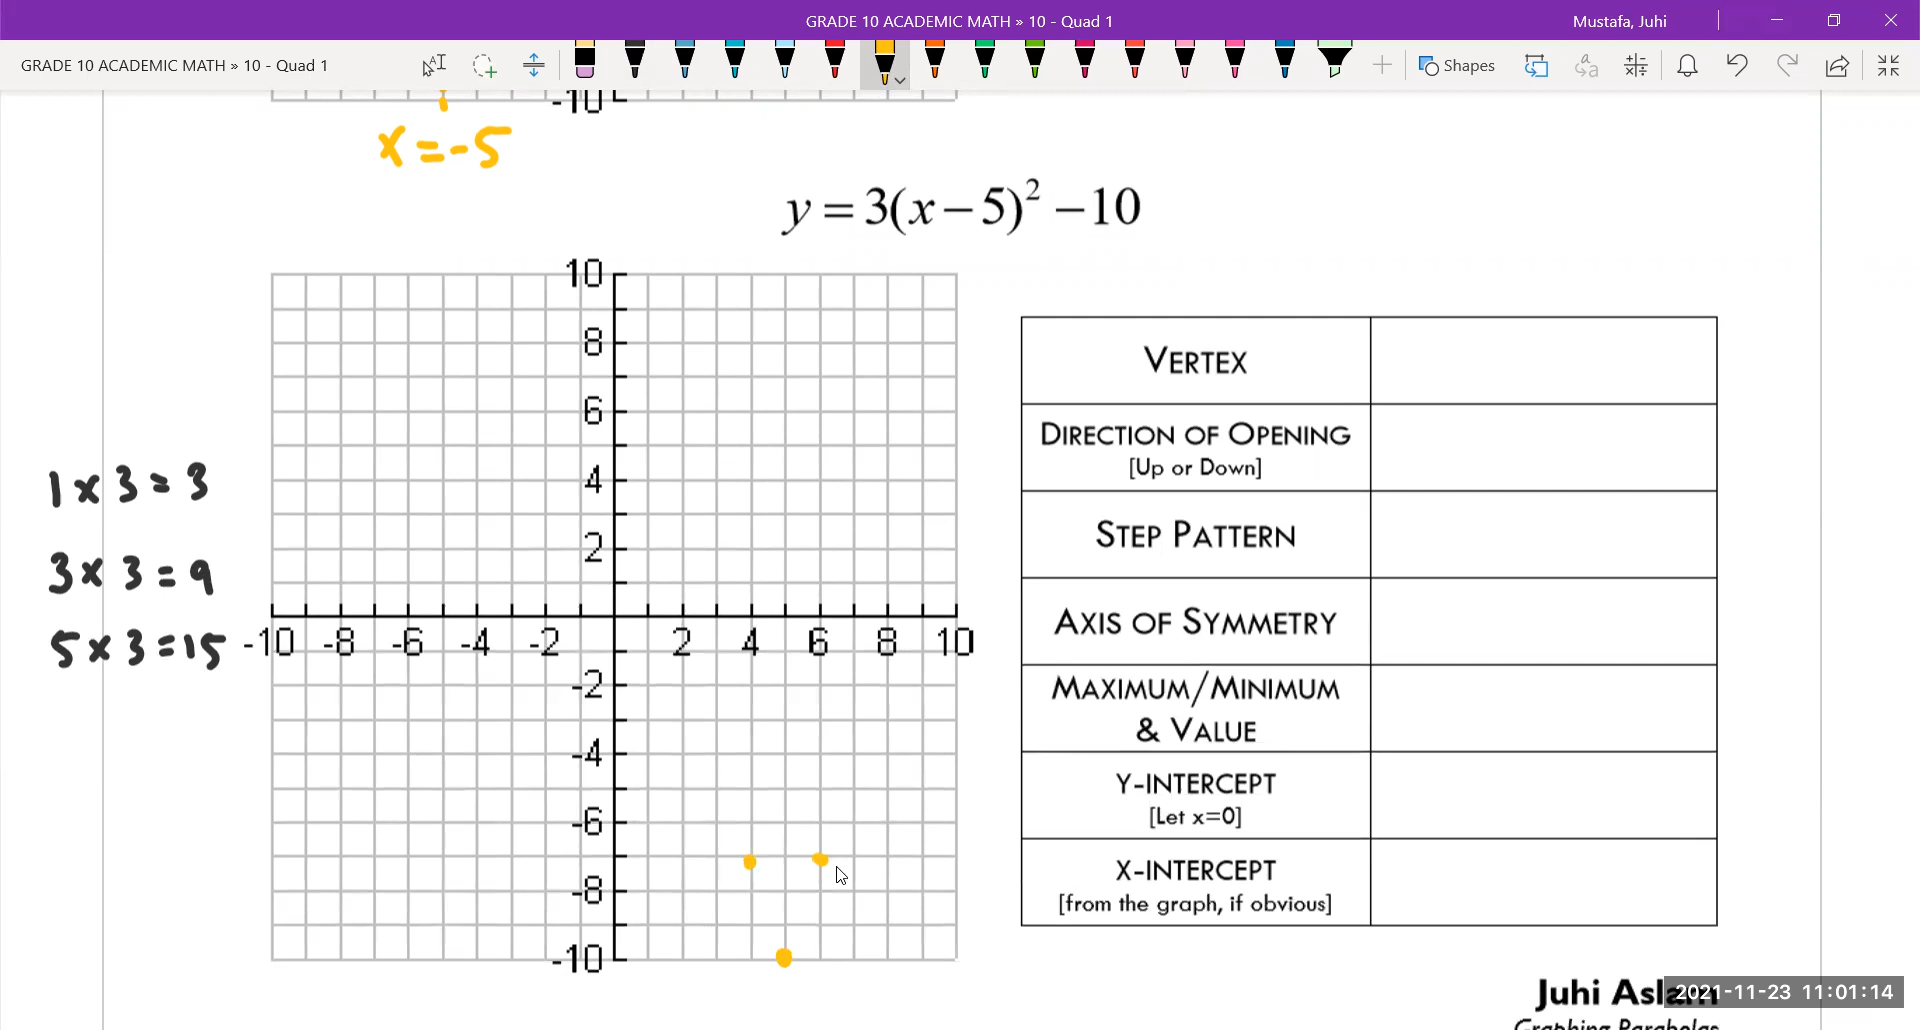 GRADE 10 ACADEMIC MATH » 10 - Quad 1
Mustafa, Juhi
GRADE 10 ACADEMIC MATH » 10 - Quad 1
Shapes
-10
x = -5
y = 3(x − 5)² − 10
10
8
6
4
2
-10 -8 -6 -4 -2 2 4 6 8 10
-2
-4
-6
-8
-10
1 x 3 = 3
3 x 3 = 9
5 x 3 = 15
VERTEX
DIRECTION OF OPENING
[Up or Down]
STEP PATTERN
AXIS OF SYMMETRY
MAXIMUM/MINIMUM
& VALUE
Y-INTERCEPT
[Let x=0]
X-INTERCEPT
[from the graph, if obvious]
Juhi
2021-11-23 11:01:14
Graphing Parabolas